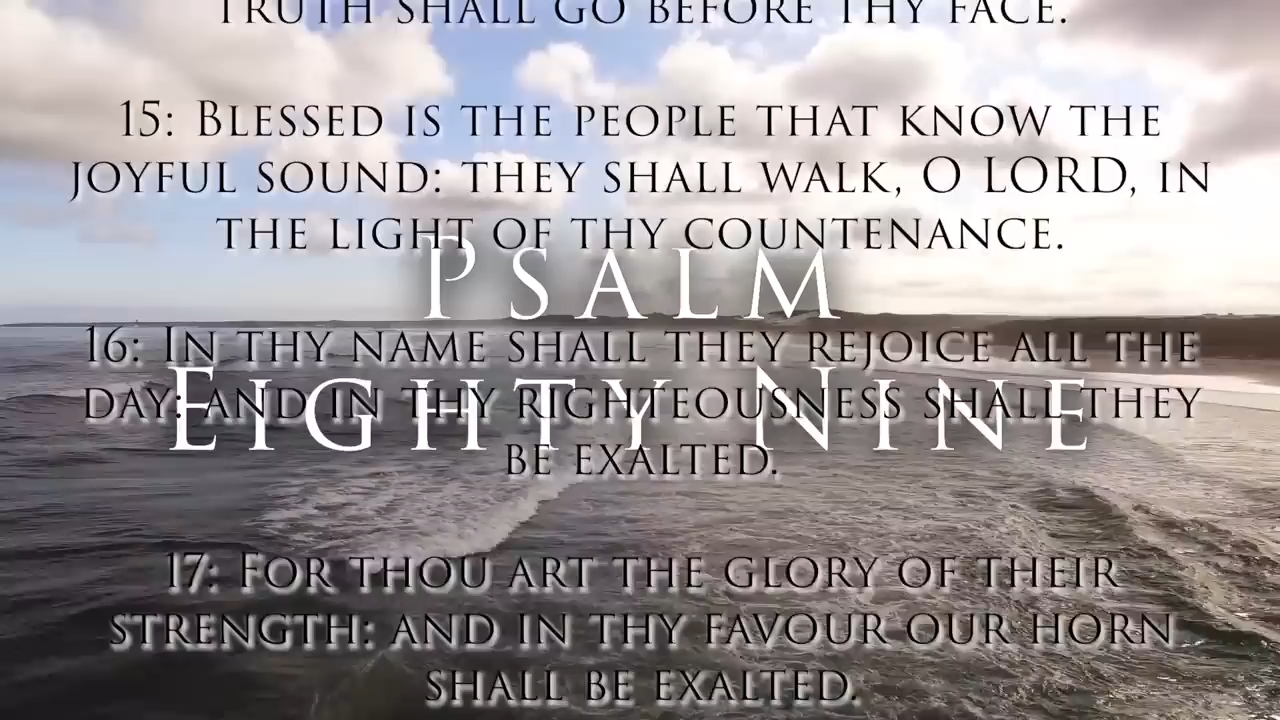 TRUTH SHALL GO BEFORE THY FACE.
15: BLESSED IS THE PEOPLE THAT KNOW THE
JOYFUL SOUND: THEY SHALL WALK, O LORD, IN
THE LIGHT OF THY COUNTENANCE.
PSALM
16: IN THY NAME SHALL THEY REJOICE ALL THE
EIGHTY NINE
DAY: AND IN THY RIGHTEOUSNESS SHALL THEY
BE EXALTED.
17: FOR THOU ART THE GLORY OF THEIR
STRENGTH: AND IN THY FAVOUR OUR HORN
SHALL BE EXALTED.